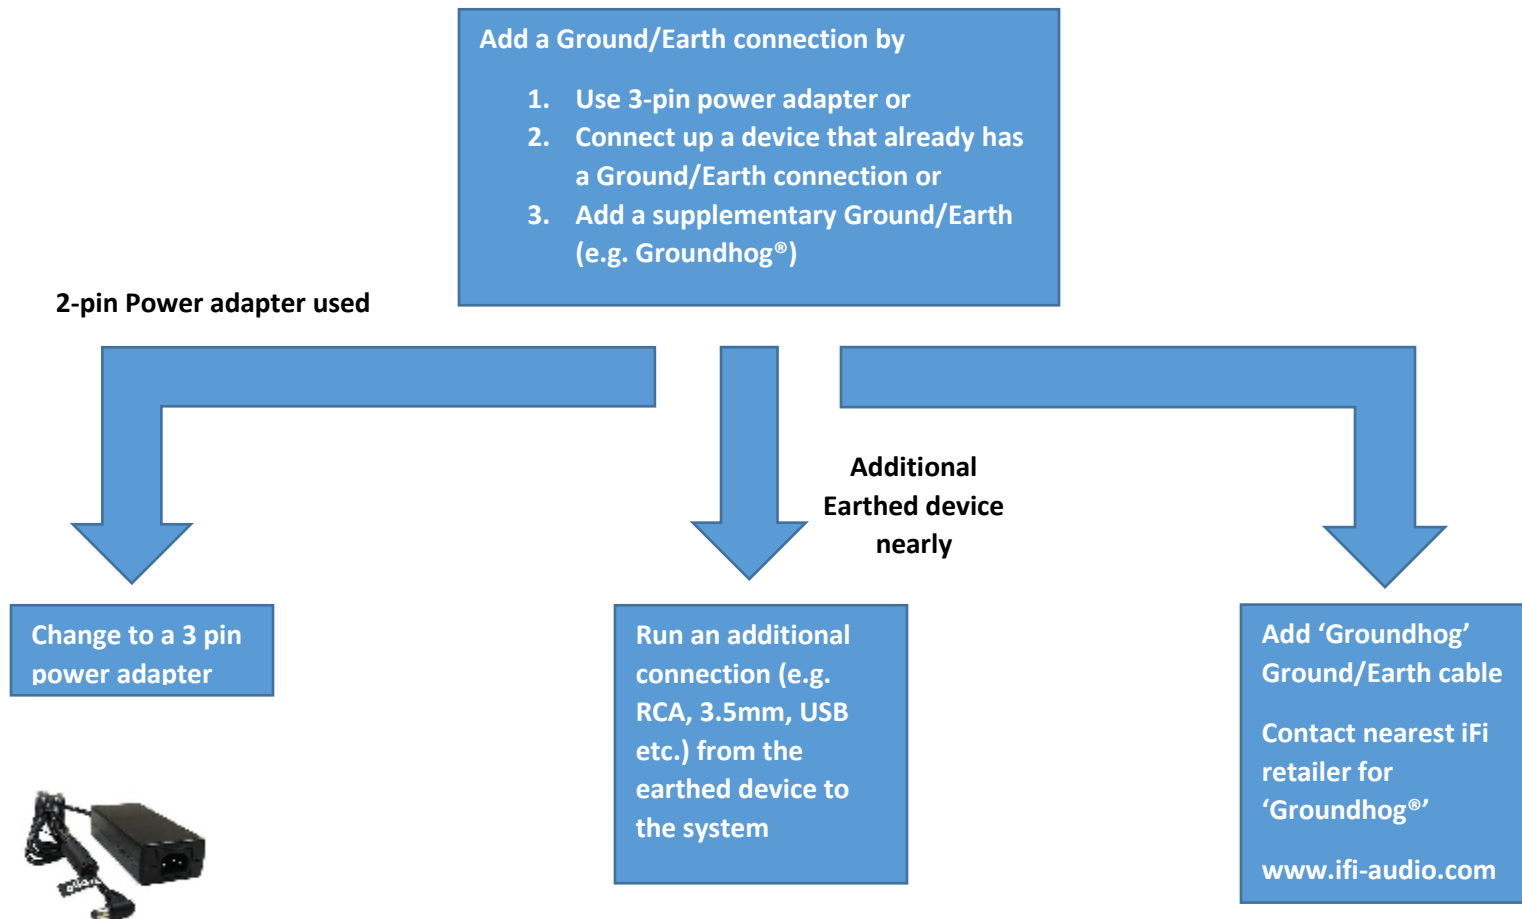 Add a Ground/Earth connection by
1. Use 3-pin power adapter or
2. Connect up a device that already has
a Ground/Earth connection or
3. Add a supplementary Ground/Earth
(e.g. Groundhog®)
2-pin Power adapter used
Additional
Earthed device
nearly
Change to a 3 pin
power adapter
Run an additional
connection (e.g.
RCA, 3.5mm, USB
etc.) from the
earthed device to
the system
Add ‘Groundhog’
Ground/Earth cable
Contact nearest iFi
retailer for
‘Groundhog®’
www.ifi-audio.com